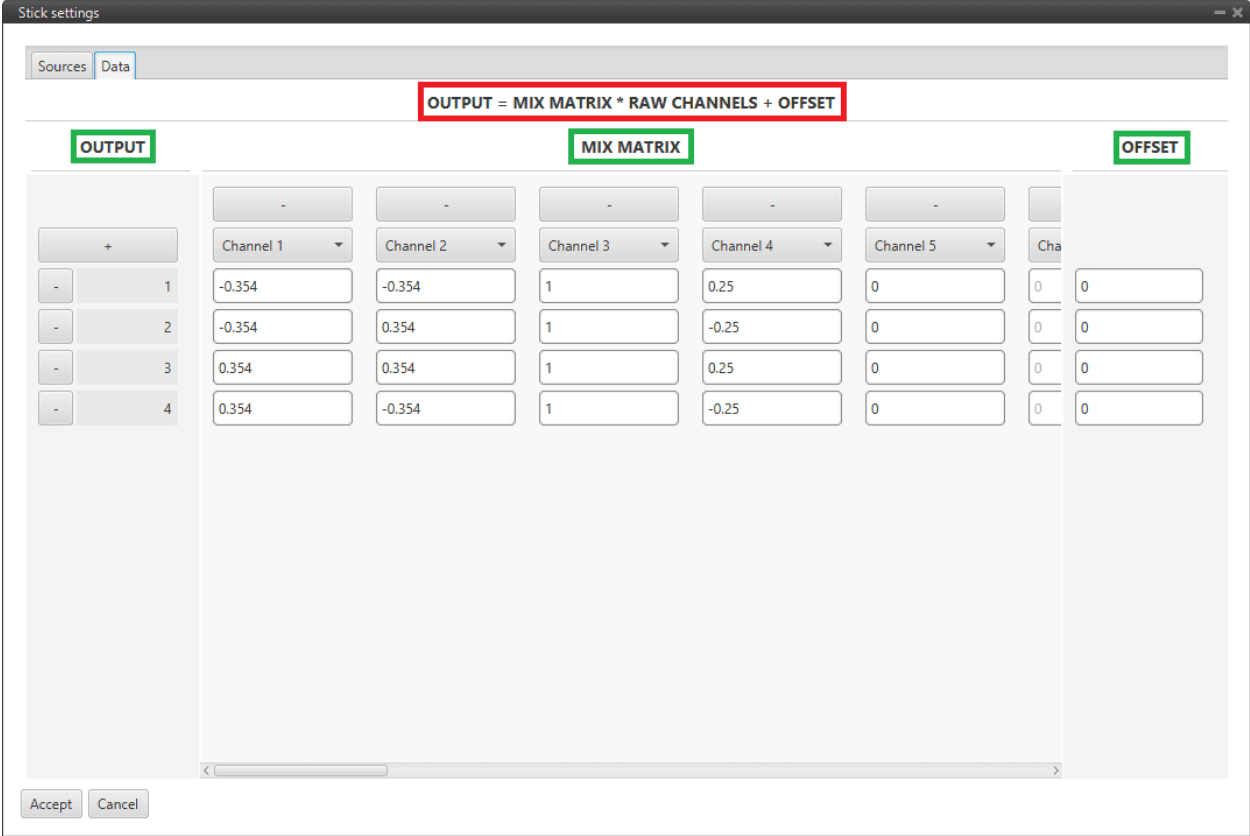 Stick settings
Sources Data
OUTPUT = MIX MATRIX * RAW CHANNELS + OFFSET
OUTPUT MIX MATRIX OFFSET
- - - - -
+ Channel 1 Channel 2 Channel 3 Channel 4 Channel 5 Cha
- 1 -0.354 -0.354 1 0.25 0 0 0
- 2 -0.354 0.354 1 -0.25 0 0 0
- 3 0.354 0.354 1 0.25 0 0 0
- 4 0.354 -0.354 1 -0.25 0 0 0
Accept Cancel